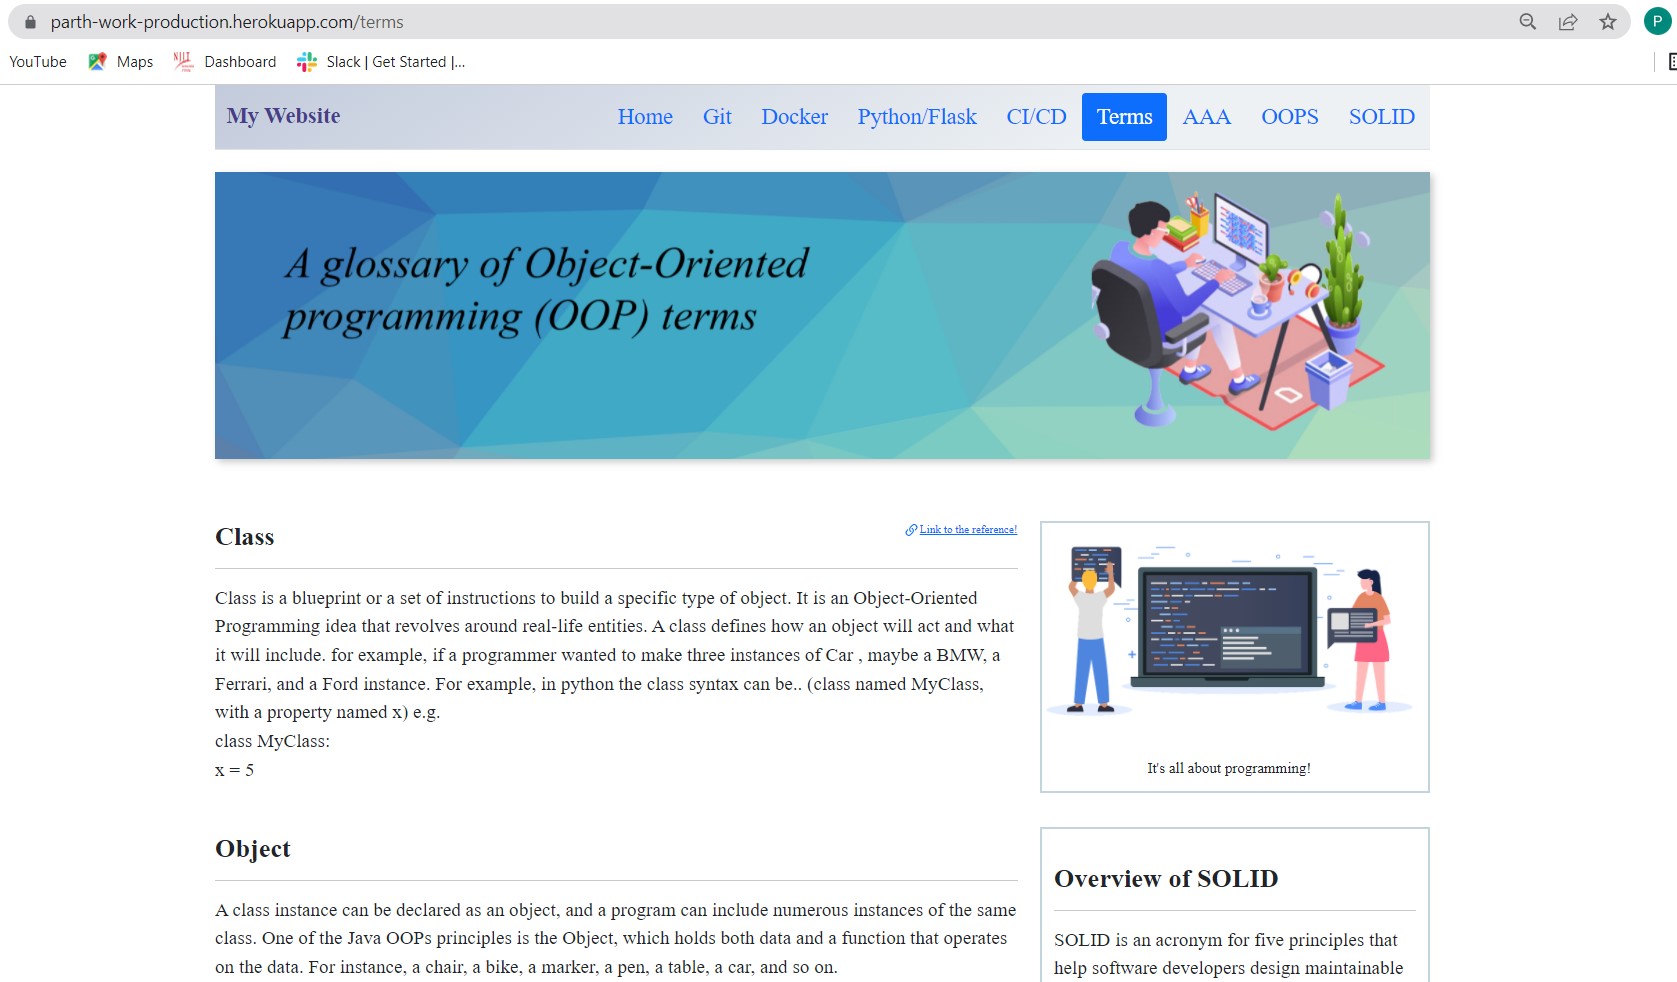 parth-work-production.herokuapp.com/terms
P
YouTube
Maps
NJIT
Dashboard
Slack | Get Started |...
My Website
Home
Git
Docker
Python/Flask
CI/CD
Terms
AAA
OOPS
SOLID
A glossary of Object-Oriented
programming (OOP) terms
Class
Link to the reference!
Class is a blueprint or a set of instructions to build a specific type of object. It is an Object-Oriented
Programming idea that revolves around real-life entities. A class defines how an object will act and what
it will include. for example, if a programmer wanted to make three instances of Car , maybe a BMW, a
Ferrari, and a Ford instance. For example, in python the class syntax can be.. (class named MyClass,
with a property named x) e.g.
class MyClass:
x = 5
It's all about programming!
Object
A class instance can be declared as an object, and a program can include numerous instances of the same
class. One of the Java OOPs principles is the Object, which holds both data and a function that operates
on the data. For instance, a chair, a bike, a marker, a pen, a table, a car, and so on.
Overview of SOLID
SOLID is an acronym for five principles that
help software developers design maintainable